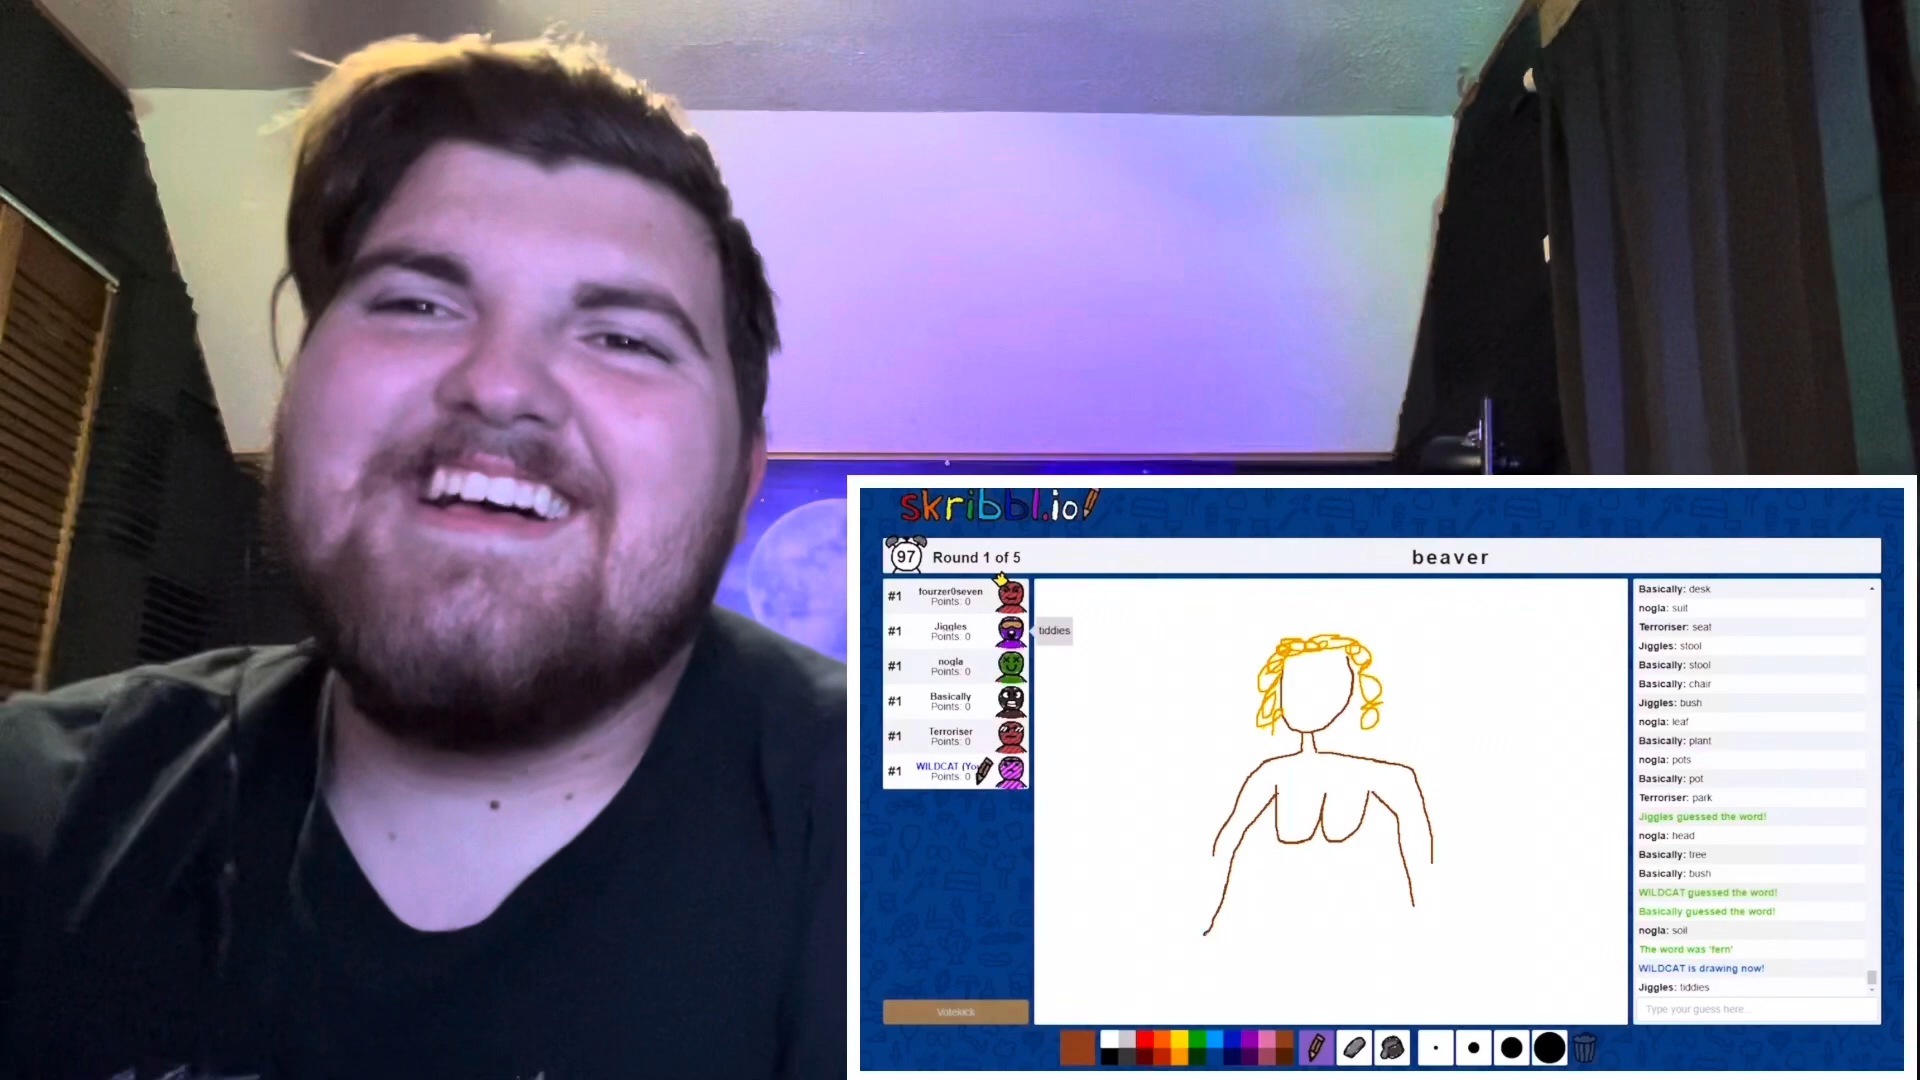 skribbl.io
97
Round 1 of 5
beaver
#1
fourzer0seven
Points: 0
#1
Jiggles
Points: 0
tiddies
#1
nogla
Points: 0
#1
Basically
Points: 0
#1
Terroriser
Points: 0
#1
WILDCAT (You
Points: 0
Votekick
Basically: desk
nogla: suit
Terroriser: seat
Jiggles: stool
Basically: stool
Basically: chair
Jiggles: bush
nogla: leaf
Basically: plant
nogla: pots
Basically: pot
Terroriser: park
Jiggles guessed the word!
nogla: head
Basically: tree
Basically: bush
WILDCAT guessed the word!
Basically guessed the word!
nogla: soil
The word was 'fern'
WILDCAT is drawing now!
Jiggles: tiddies
Type your guess here...